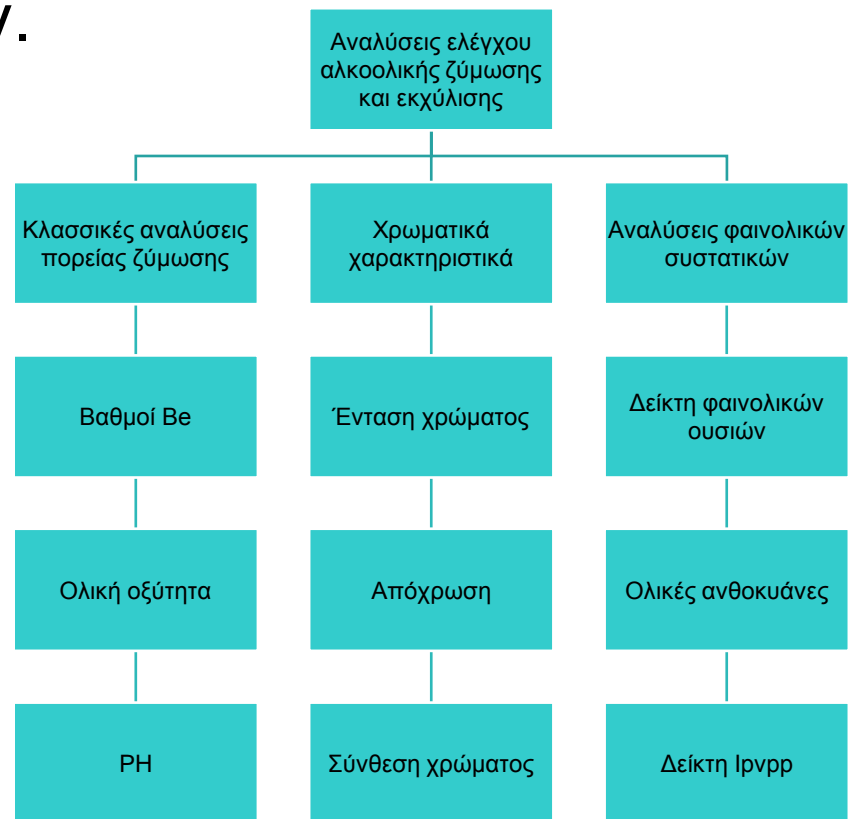 ν.
Αναλύσεις ελέγχου
αλκοολικής ζύμωσης
και εκχύλισης
Κλασσικές αναλύσεις
πορείας ζύμωσης
Χρωματικά
χαρακτηριστικά
Αναλύσεις φαινολικών
συστατικών
Βαθμοί Be
Ένταση χρώματος
Δείκτη φαινολικών
ουσιών
Ολική οξύτητα
Απόχρωση
Ολικές ανθοκυάνες
PH
Σύνθεση χρώματος
Δείκτη Ipvpp